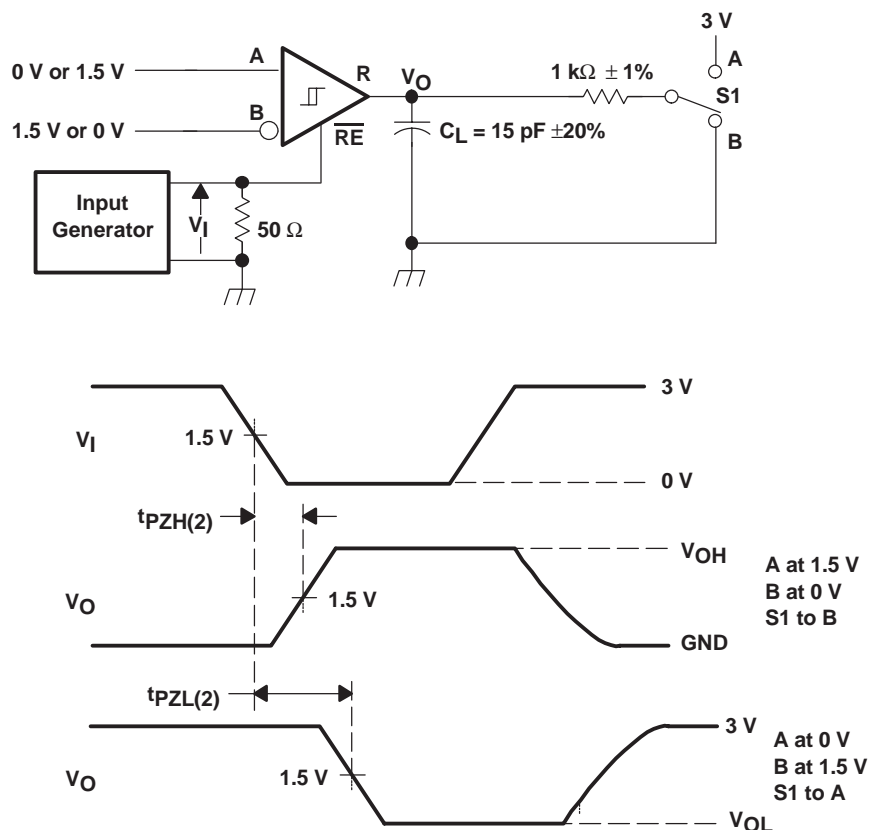 3 V
A
0 V or 1.5 V
A
R
VO
1 kΩ ± 1%
S1
B
1.5 V or 0 V
RE
CL = 15 pF ±20%
B
Input
Generator
VI
50 Ω
3 V
VI
1.5 V
0 V
tPZH(2)
VOH
A at 1.5 V
B at 0 V
S1 to B
VO
1.5 V
GND
tPZL(2)
3 V
A at 0 V
B at 1.5 V
S1 to A
VO
1.5 V
VOL